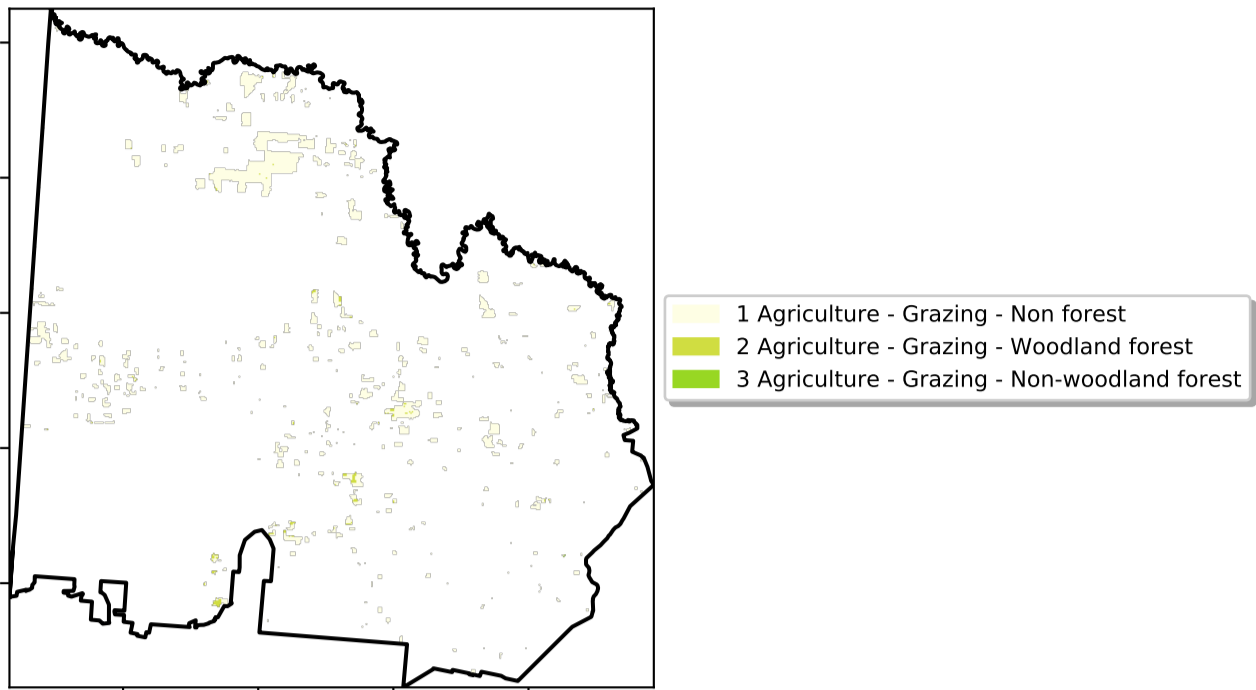 1 Agriculture - Grazing - Non forest
2 Agriculture - Grazing - Woodland forest
3 Agriculture - Grazing - Non-woodland forest